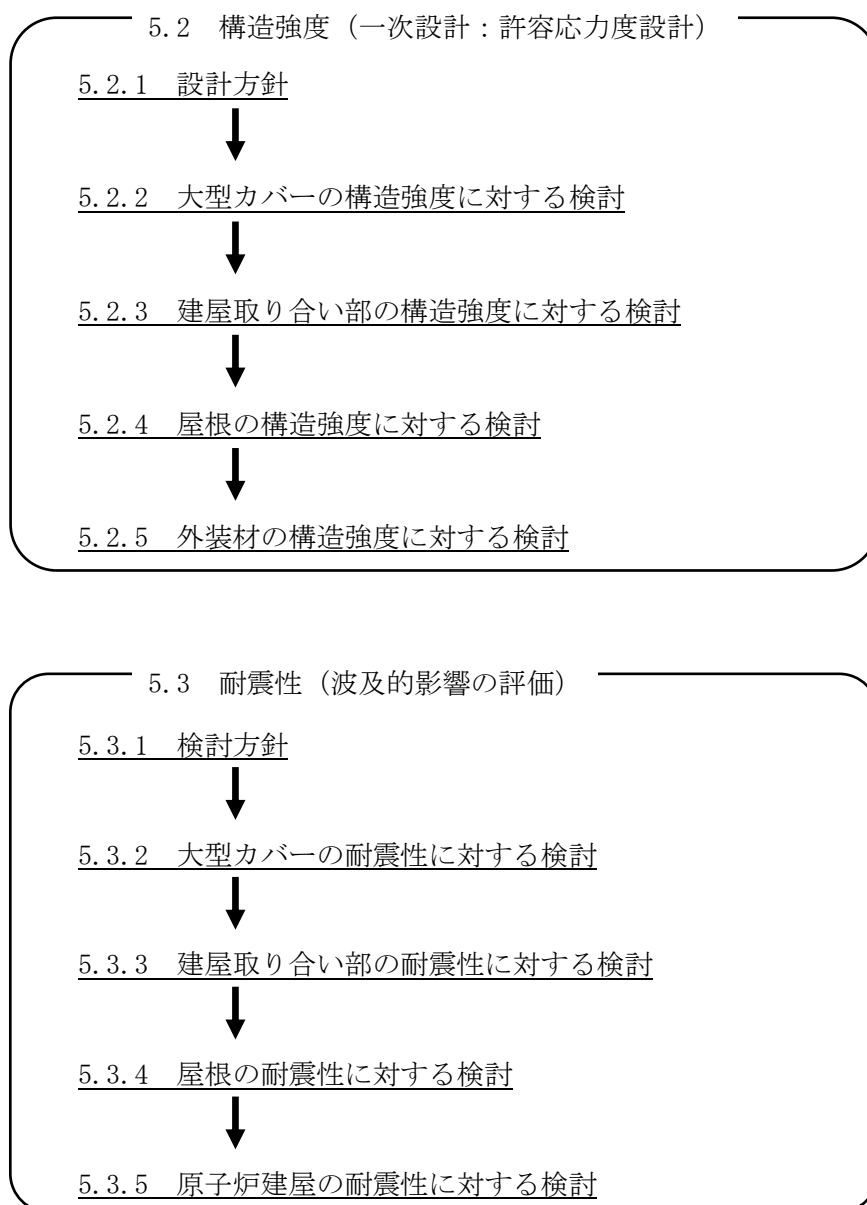 5.2 構造強度（一次設計：許容応力度設計）
5.2.1 設計方針
5.2.2 大型カバーの構造強度に対する検討
5.2.3 建屋取り合い部の構造強度に対する検討
5.2.4 屋根の構造強度に対する検討
5.2.5 外装材の構造強度に対する検討
5.3 耐震性（波及的影響の評価）
5.3.1 検討方針
5.3.2 大型カバーの耐震性に対する検討
5.3.3 建屋取り合い部の耐震性に対する検討
5.3.4 屋根の耐震性に対する検討
5.3.5 原子炉建屋の耐震性に対する検討